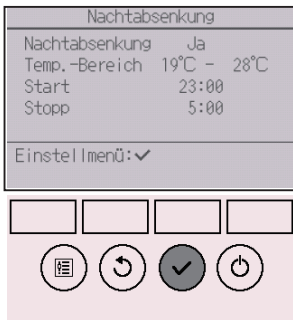 Nachtabsenkung
Nachtabsenkung Ja
Temp.-Bereich 19°C - 28°C
Start 23:00
Stopp 5:00
Einstellmenü:✔